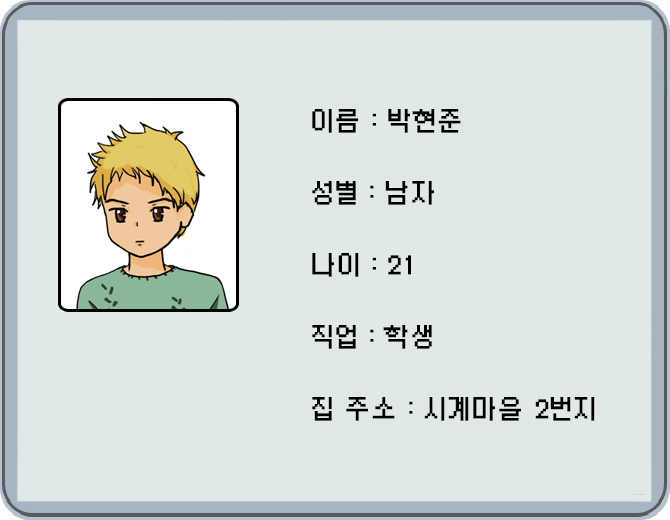 이름 : 박현준
성별 : 남자
나이 : 21
직업 : 학생
집 주소 : 시계마을 2번지